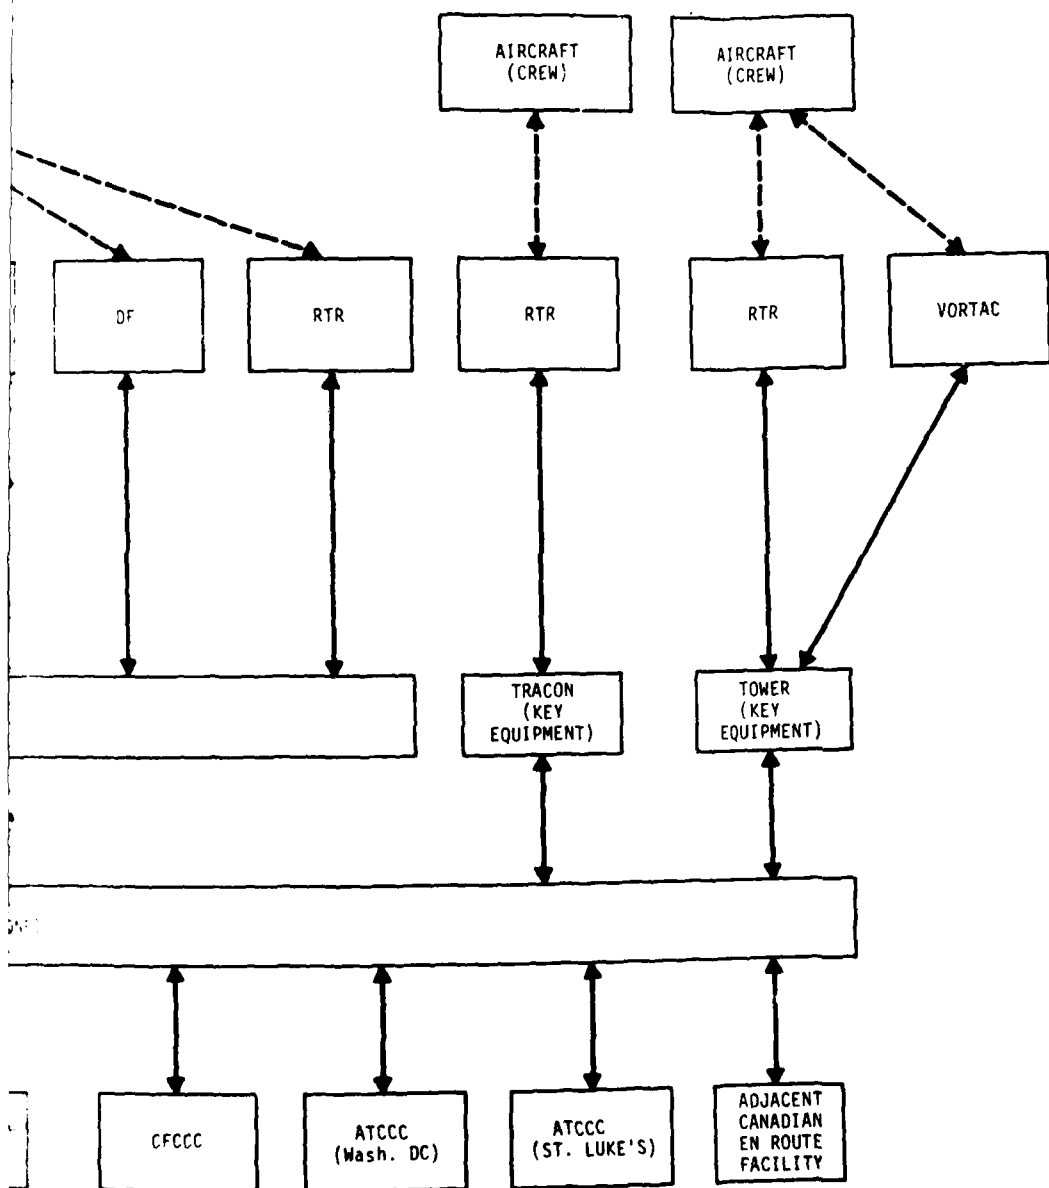 AIRCRAFT
(CREW)
AIRCRAFT
(CREW)
DF
RTR
RTR
RTR
VORTAC
TRACON
(KEY
EQUIPMENT)
TOWER
(KEY
EQUIPMENT)
CFCCC
ATCCC
(Wash. DC)
ATCCC
(ST. LUKE'S)
ADJACENT
CANADIAN
EN ROUTE
FACILITY